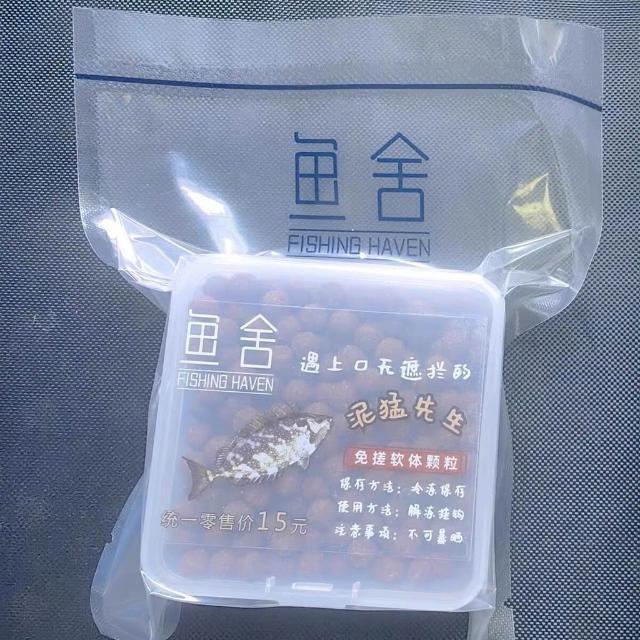 鱼舍
FISHING HAVEN
鱼舍
FISHING HAVEN
遇上口无遮拦的
泥猛先生
免搓软体颗粒
保存方法：冷冻保存
使用方法：解冻挂钩
注意事项：不可暴晒
统一零售价15元